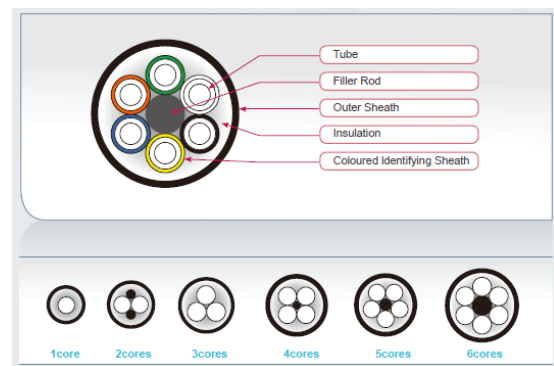 Tube
Filler Rod
Outer Sheath
Insulation
Coloured Identifying Sheath
1core 2cores 3cores 4cores 5cores 6cores